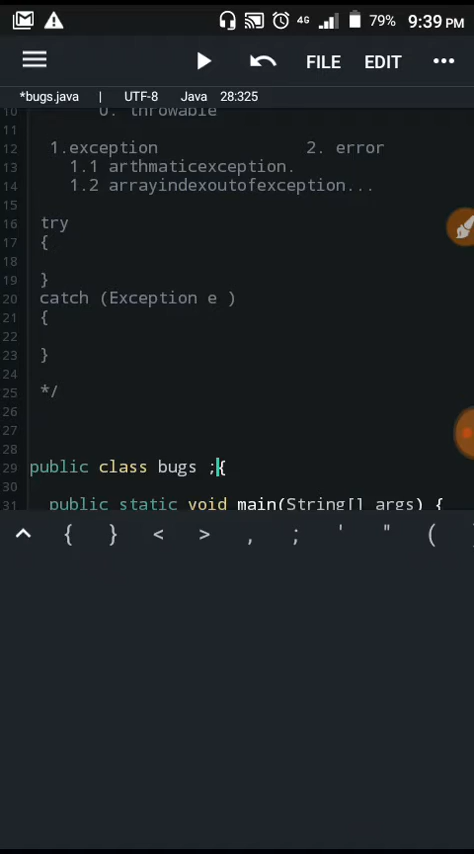 4G 79% 9:39 PM
FILE EDIT
*bugs.java | UTF-8 Java 28:325
10 0. throwable
11
12 1.exception 2. error
13 1.1 arthmaticexception.
14 1.2 arrayindexoutofexception...
15
16 try
17 {
18
19 }
20 catch (Exception e )
21 {
22
23 }
24
25 */
26
27
28
29 public class bugs ;{
30
31 public static void main(String[] args) {
{ } < > , ; ' " (